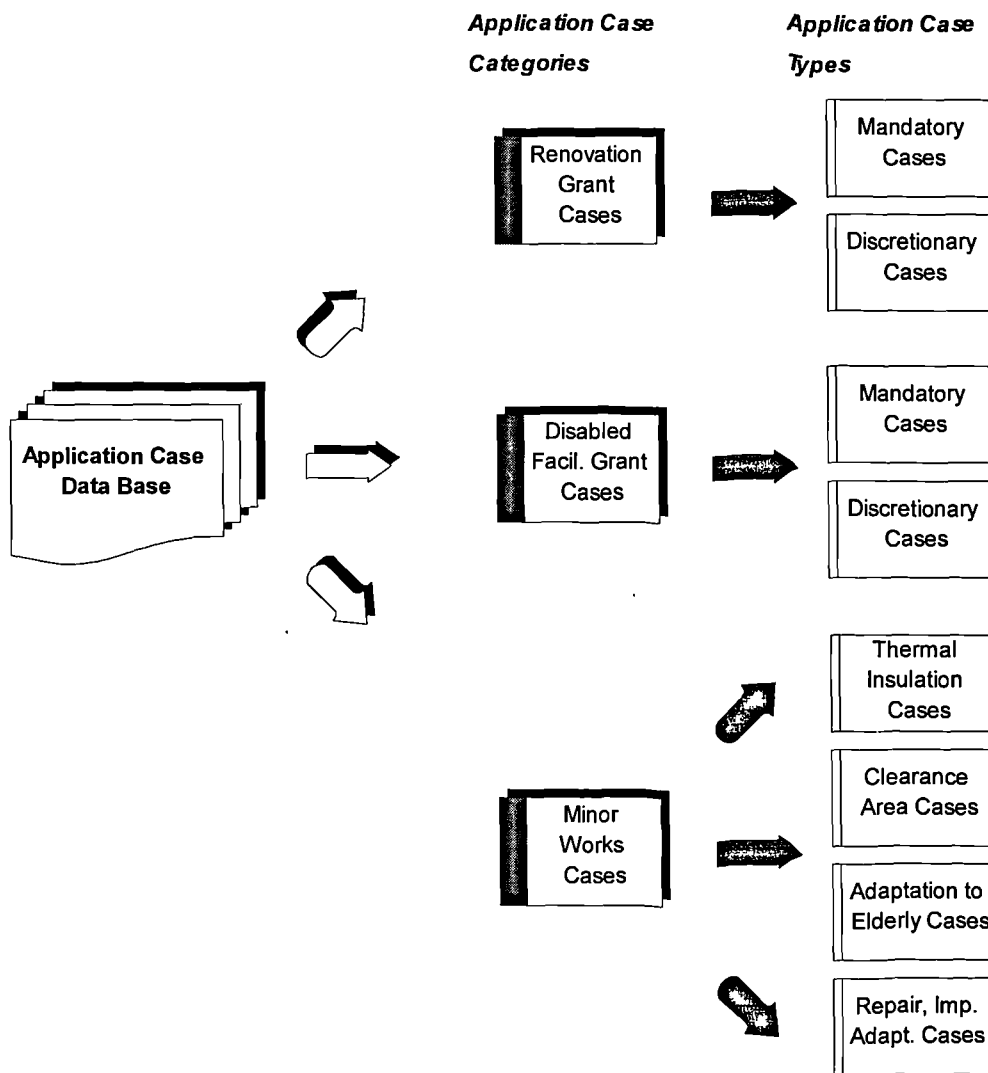 Application Case
Categories
Application Case
Types
Application Case
Data Base
Renovation
Grant
Cases
Mandatory
Cases
Discretionary
Cases
Disabled
Facil. Grant
Cases
Mandatory
Cases
Discretionary
Cases
Minor
Works
Cases
Thermal
Insulation
Cases
Clearance
Area Cases
Adaptation to
Elderly Cases
Repair, Imp.
Adapt. Cases